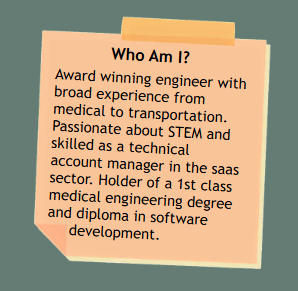 Who Am I?
Award winning engineer with
broad experience from
medical to transportation.
Passionate about STEM and
skilled as a technical
account manager in the saas
sector. Holder of a 1st class
medical engineering degree
and diploma in software
development.